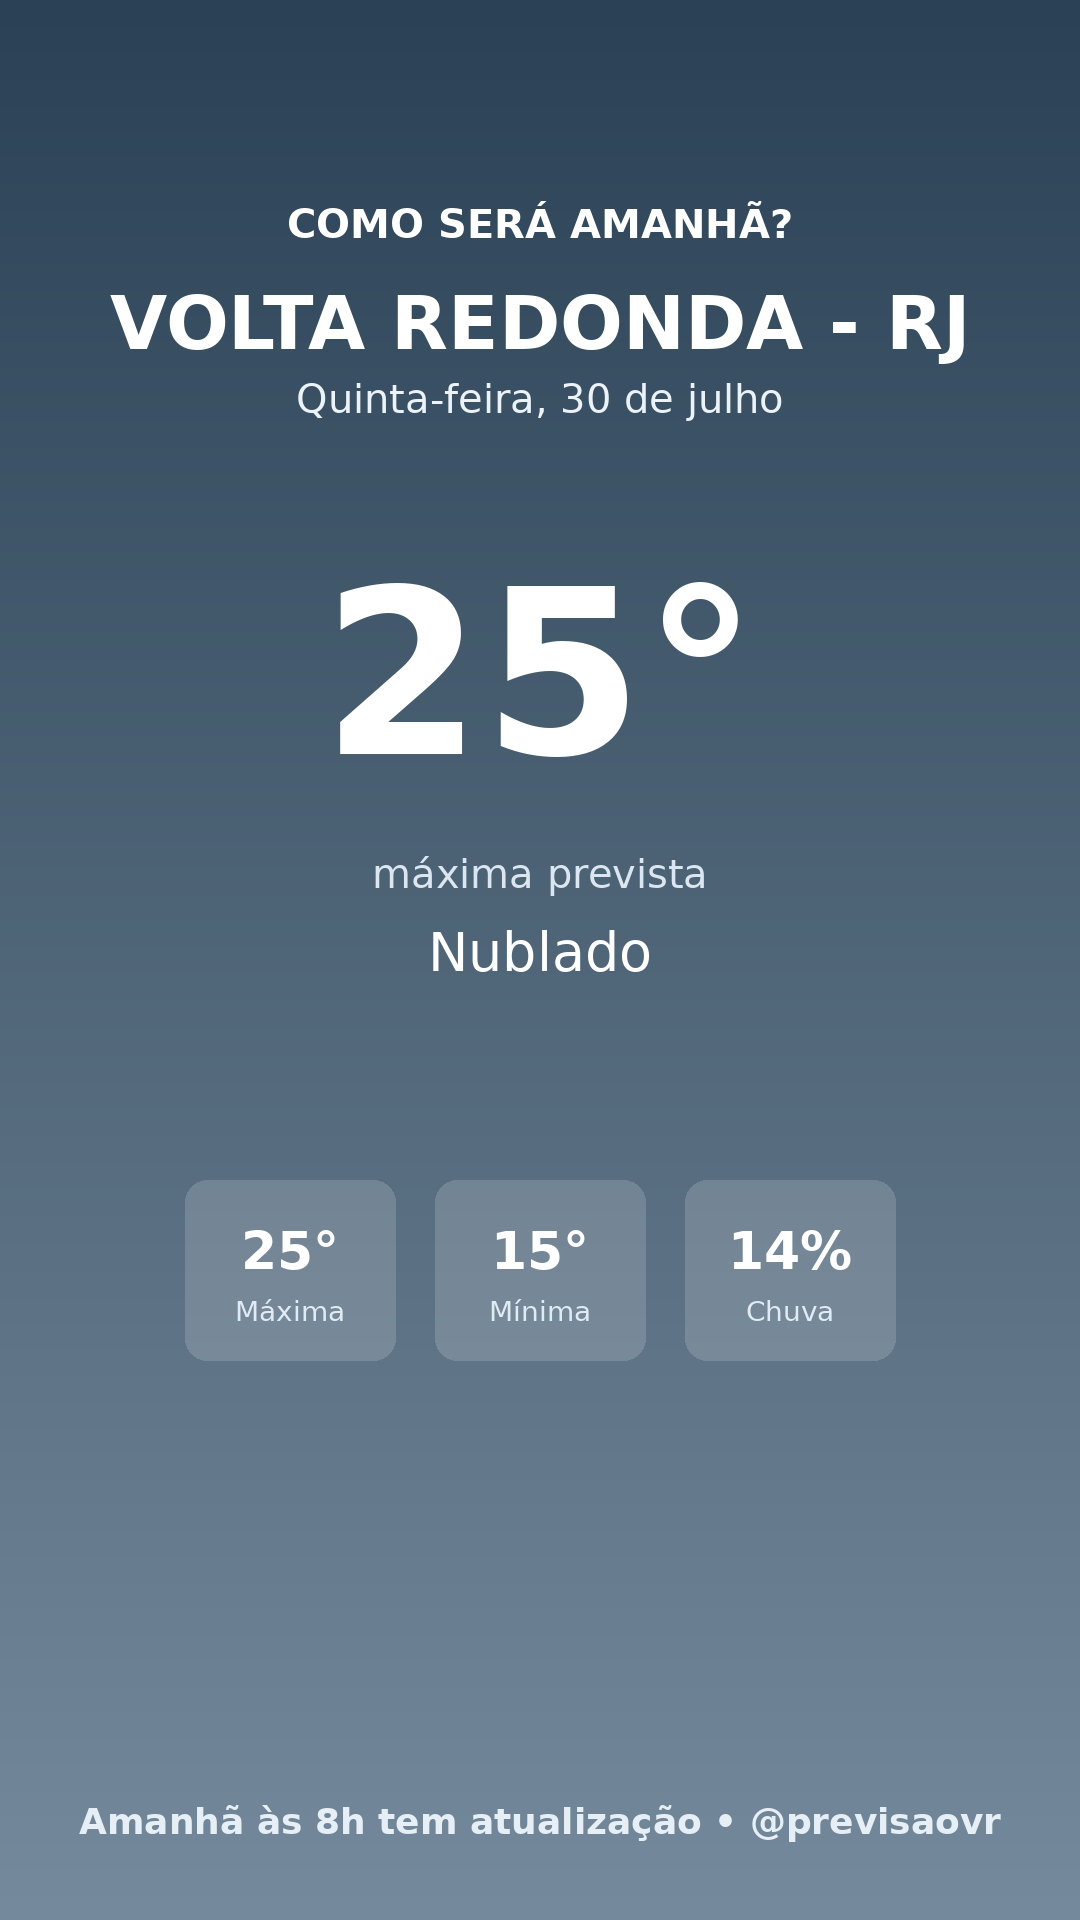 COMO SERÁ AMANHÃ?
VOLTA REDONDA - RJ
Quinta-feira, 30 de julho
25°
máxima prevista
Nublado
25° 15° 14%
Máxima Mínima Chuva
Amanhã às 8h tem atualização • @previsaovr